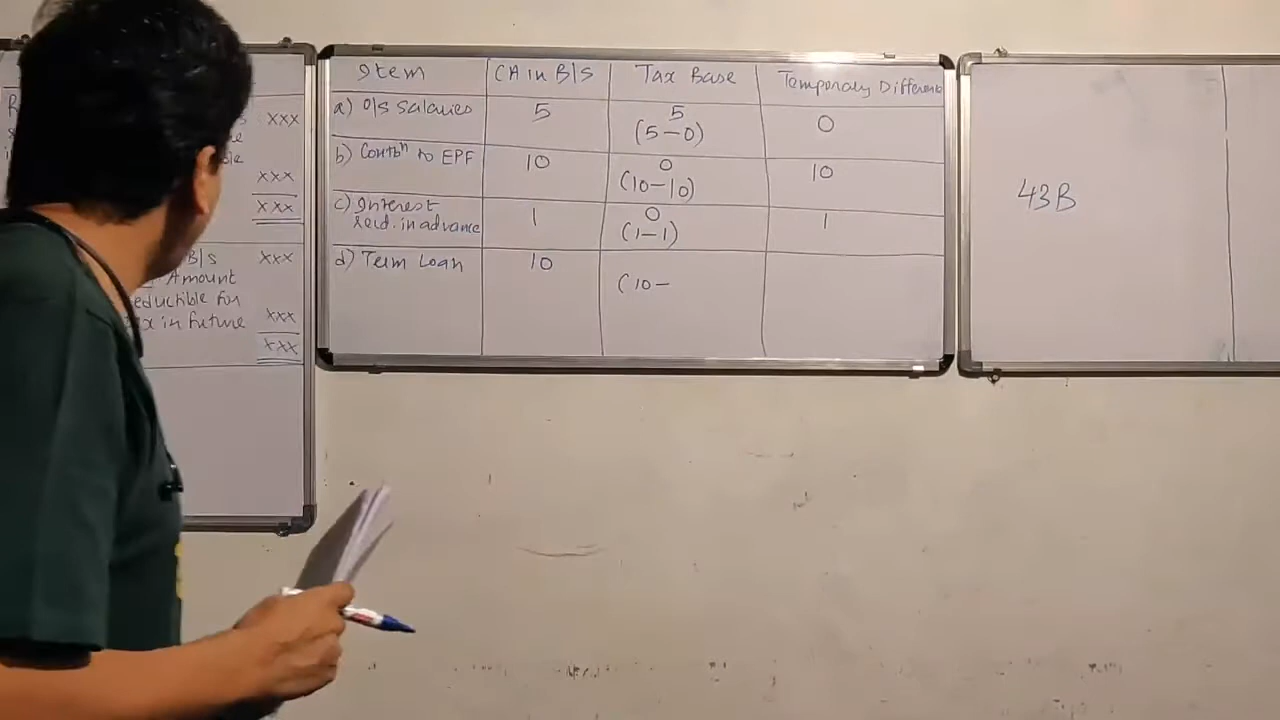 xxx
xxx
xxx
B/S xxx
Amount
eductible for
x in future xxx
xxx
Item CA in B/S Tax Base Temporary Difference
a) O/S Salaries 5 5 0
(5-0)
b) Contbn to EPF 10 0 10
(10-10)
c) Interest 1 0 1
recd. in advance (1-1)
d) Term Loan 10
(10-
43B